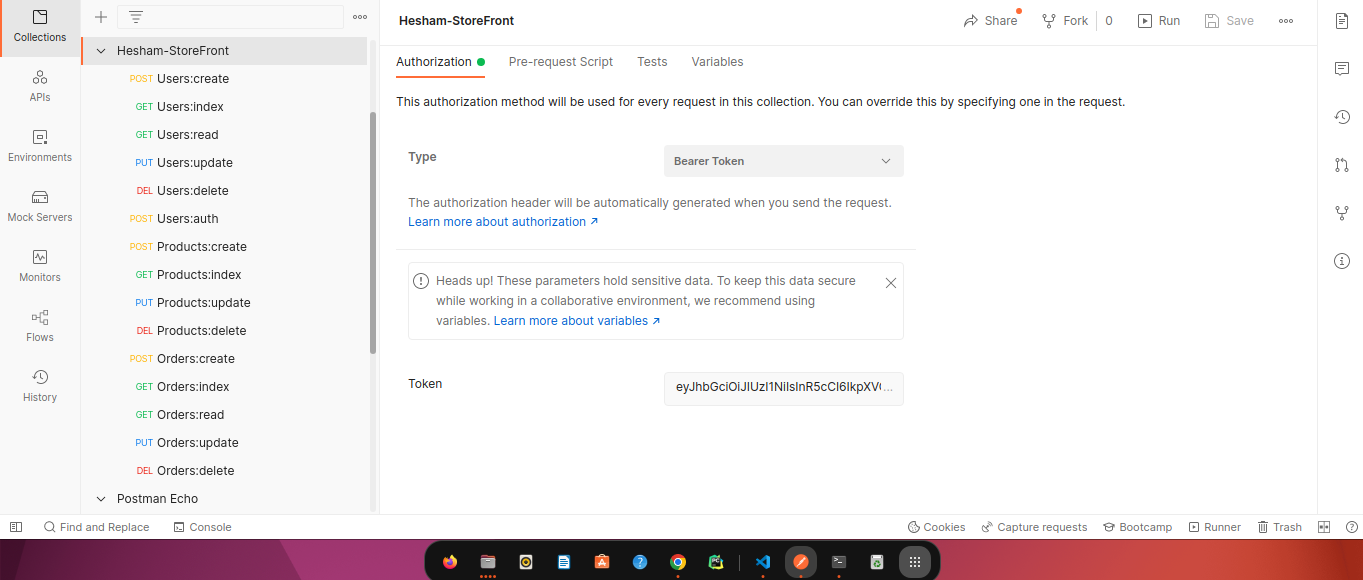 Collections
APIs
Environments
Mock Servers
Monitors
Flows
History
Hesham-StoreFront
POST Users:create
GET Users:index
GET Users:read
PUT Users:update
DEL Users:delete
POST Users:auth
POST Products:create
GET Products:index
PUT Products:update
DEL Products:delete
POST Orders:create
GET Orders:index
GET Orders:read
PUT Orders:update
DEL Orders:delete
Postman Echo
Hesham-StoreFront
Share
Fork 0
Run
Save
Authorization
Pre-request Script
Tests
Variables
This authorization method will be used for every request in this collection. You can override this by specifying one in the request.
Type
Bearer Token
The authorization header will be automatically generated when you send the request.
Learn more about authorization ↗
Heads up! These parameters hold sensitive data. To keep this data secure
while working in a collaborative environment, we recommend using
variables. Learn more about variables ↗
Token
Find and Replace
Console
Cookies
Capture requests
Bootcamp
Runner
Trash